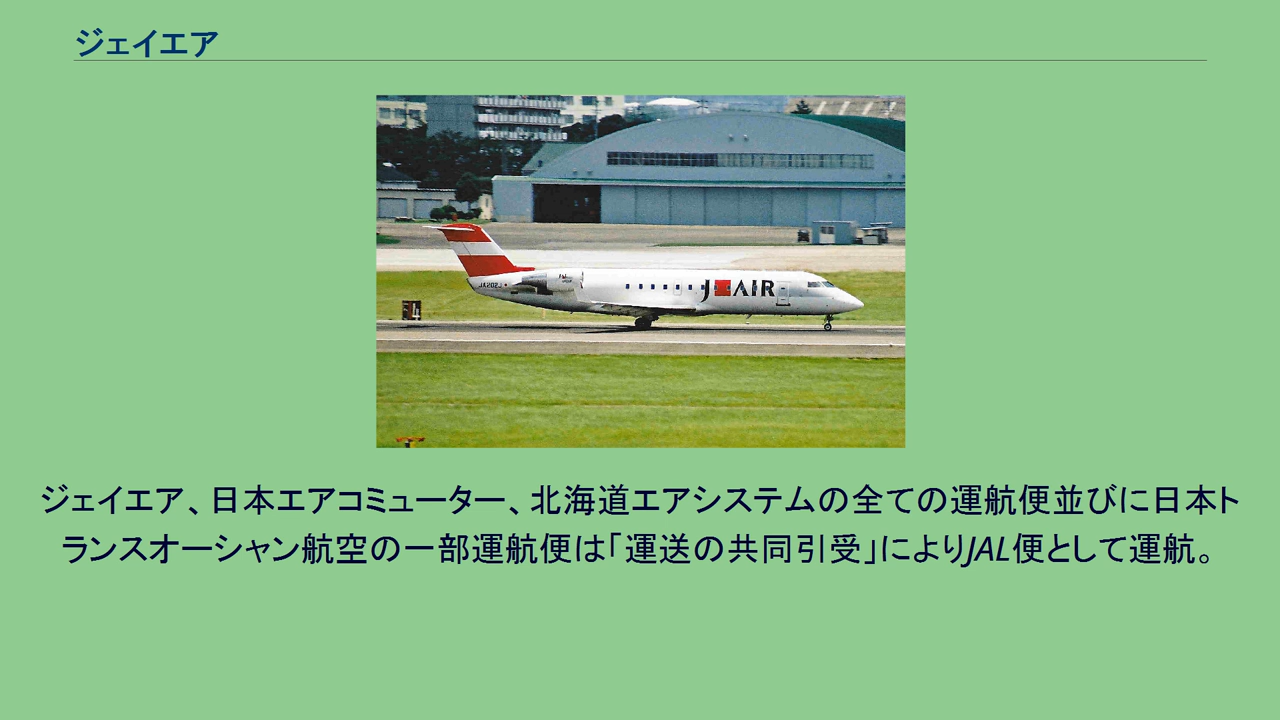 ジェイエア
J AIR
JA202J
ジェイエア、日本エアコミューター、北海道エアシステムの全ての運航便並びに日本ト
ランスオーシャン航空の一部運航便は「運送の共同引受」によりJAL便として運航。